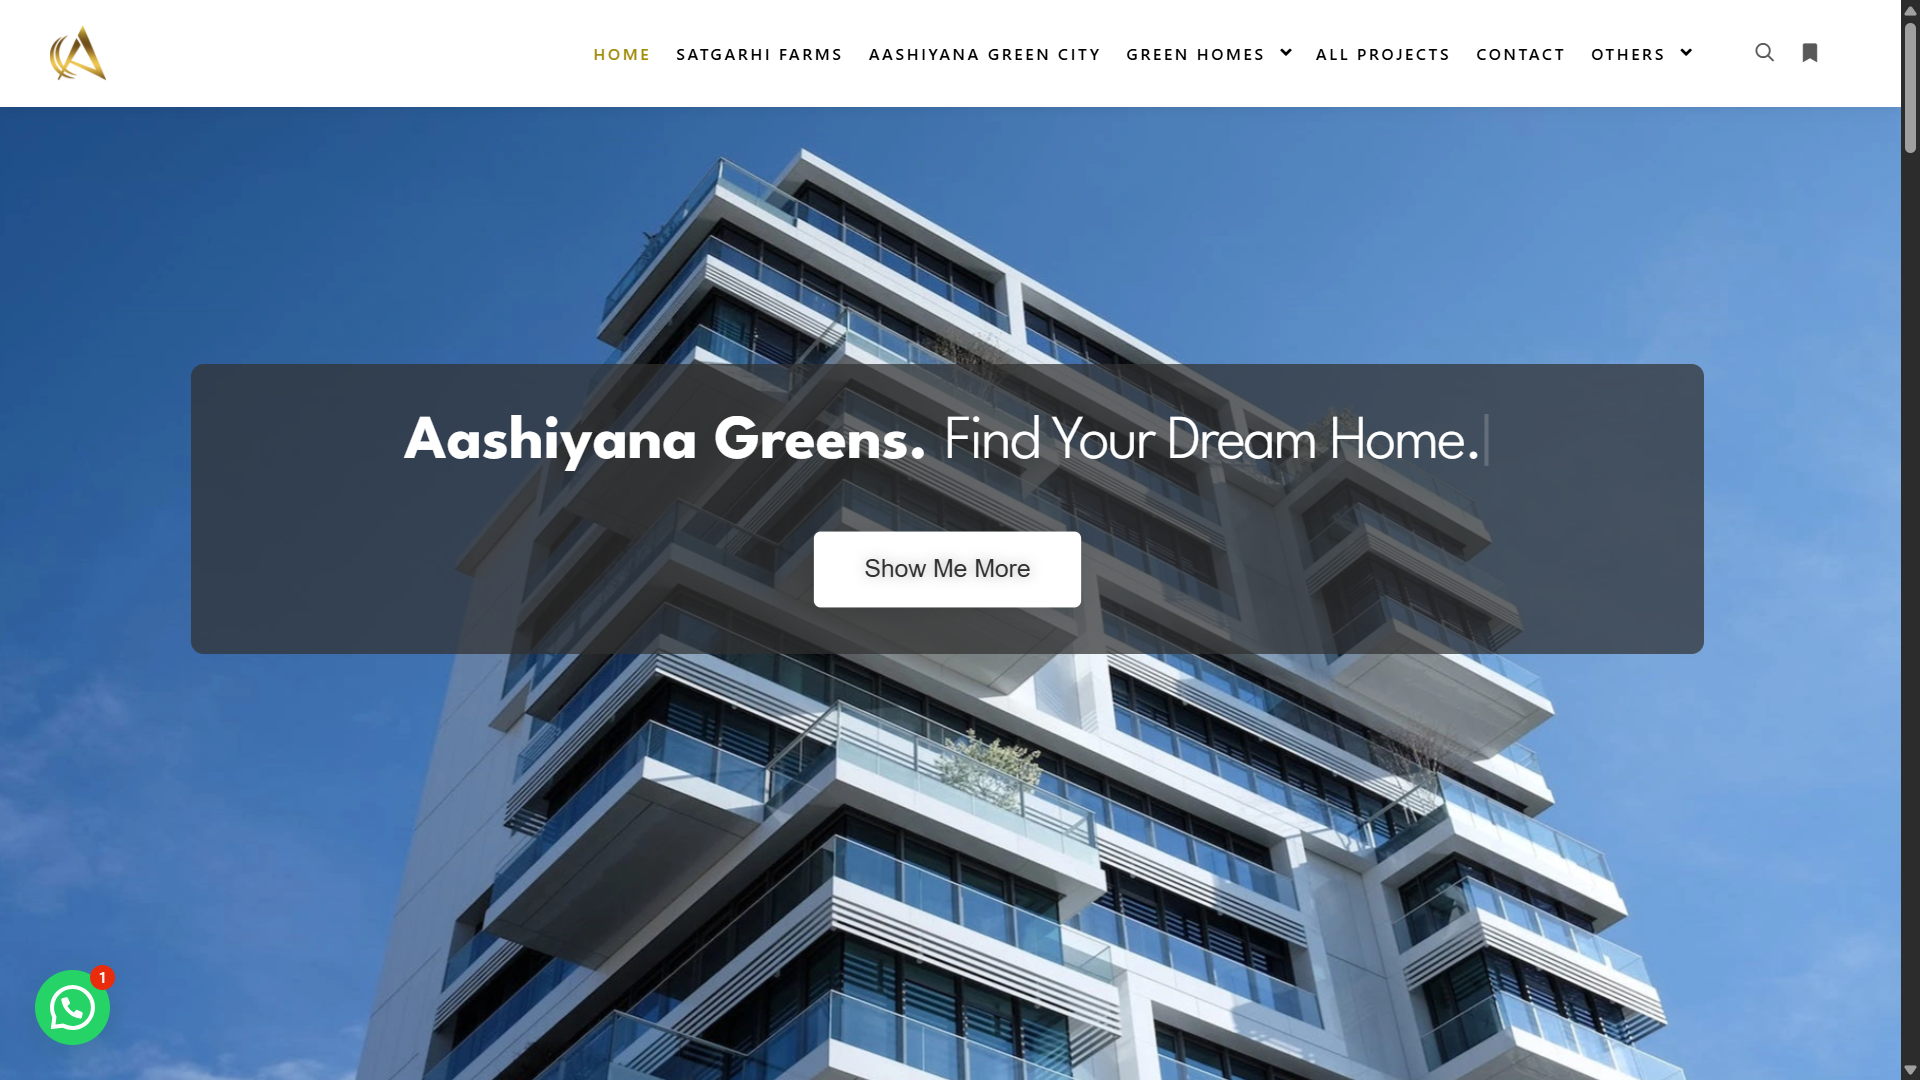 HOME SATGARHI FARMS AASHIYANA GREEN CITY GREEN HOMES ALL PROJECTS CONTACT OTHERS
Aashiyana Greens. Find Your Dream Home.
Show Me More
1